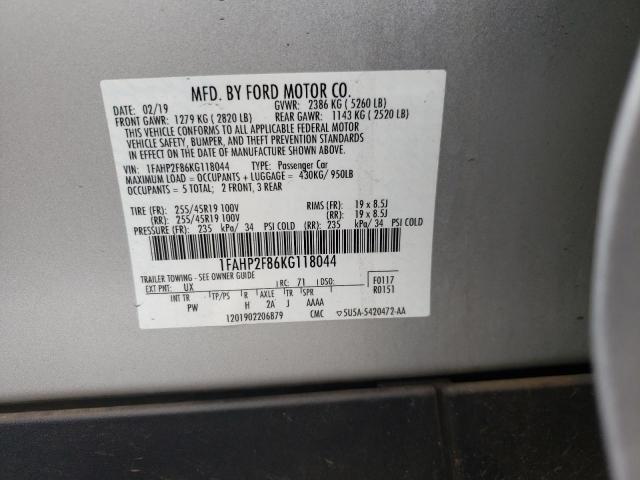 MFD. BY FORD MOTOR CO.
DATE: 02/19 GVWR: 2386 KG ( 5260 LB)
FRONT GAWR: 1279 KG ( 2820 LB) REAR GAWR: 1143 KG ( 2520 LB)
THIS VEHICLE CONFORMS TO ALL APPLICABLE FEDERAL MOTOR
VEHICLE SAFETY, BUMPER, AND THEFT PREVENTION STANDARDS
IN EFFECT ON THE DATE OF MANUFACTURE SHOWN ABOVE.
VIN: 1FAHP2F86KG118044 TYPE: Passenger Car
MAXIMUM LOAD = OCCUPANTS + LUGGAGE = 430KG/ 950LB
OCCUPANTS = 5 TOTAL; 2 FRONT, 3 REAR
TIRE (FR): 255/45R19 100V RIMS (FR): 19 x 8.5J
(RR): 255/45R19 100V (RR): 19 x 8.5J
PRESSURE (FR): 235 kPa/ 34 PSI COLD (RR): 235 kPa/ 34 PSI COLD
1FAHP2F86KG118044
TRAILER TOWING - SEE OWNER GUIDE
EXT PNT: UX RC: 71 DSO: F0117
INT TR TP/PS R AXLE TR SPR R0151
PW H 2A J AAAA
1201902206879 CMC ▽5U5A-5420472-AA